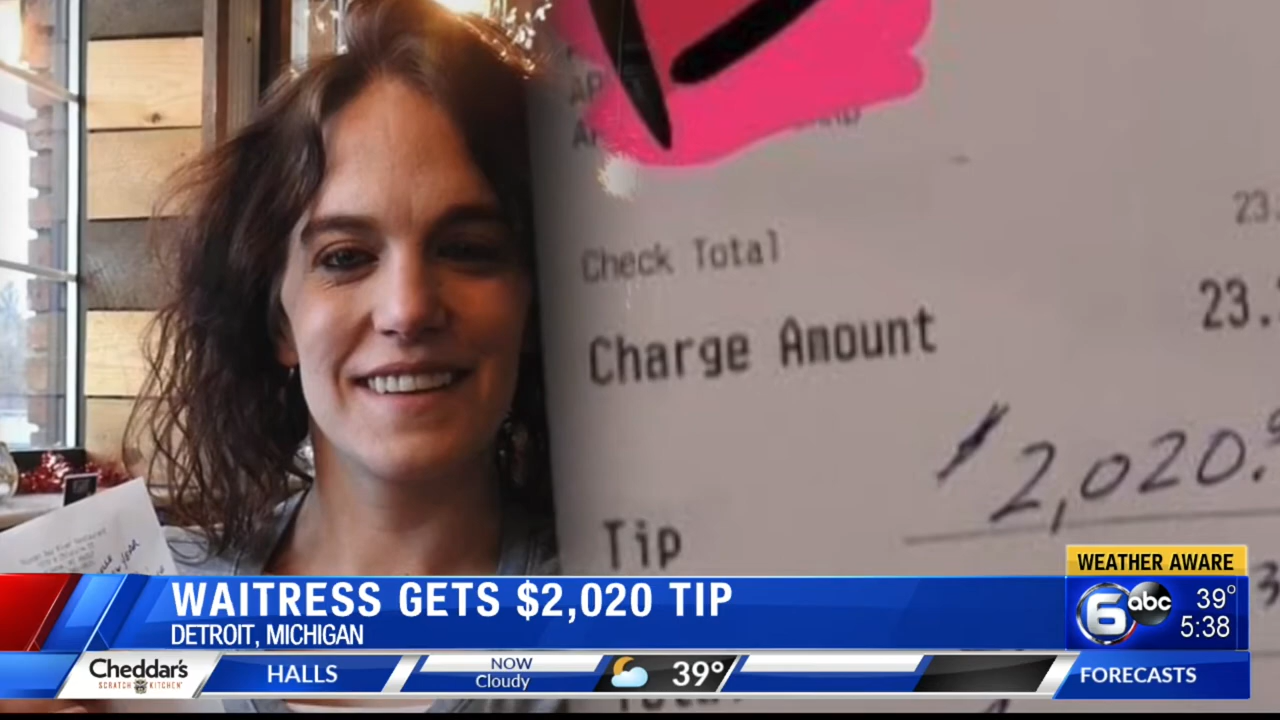 Check Total 23.
Charge Amount 23.
$2,020.
Tip
WEATHER AWARE
WAITRESS GETS $2,020 TIP
DETROIT, MICHIGAN
6 abc 39°
5:38
Cheddar's
SCRATCH KITCHEN
HALLS
NOW
Cloudy
39°
FORECASTS
Total